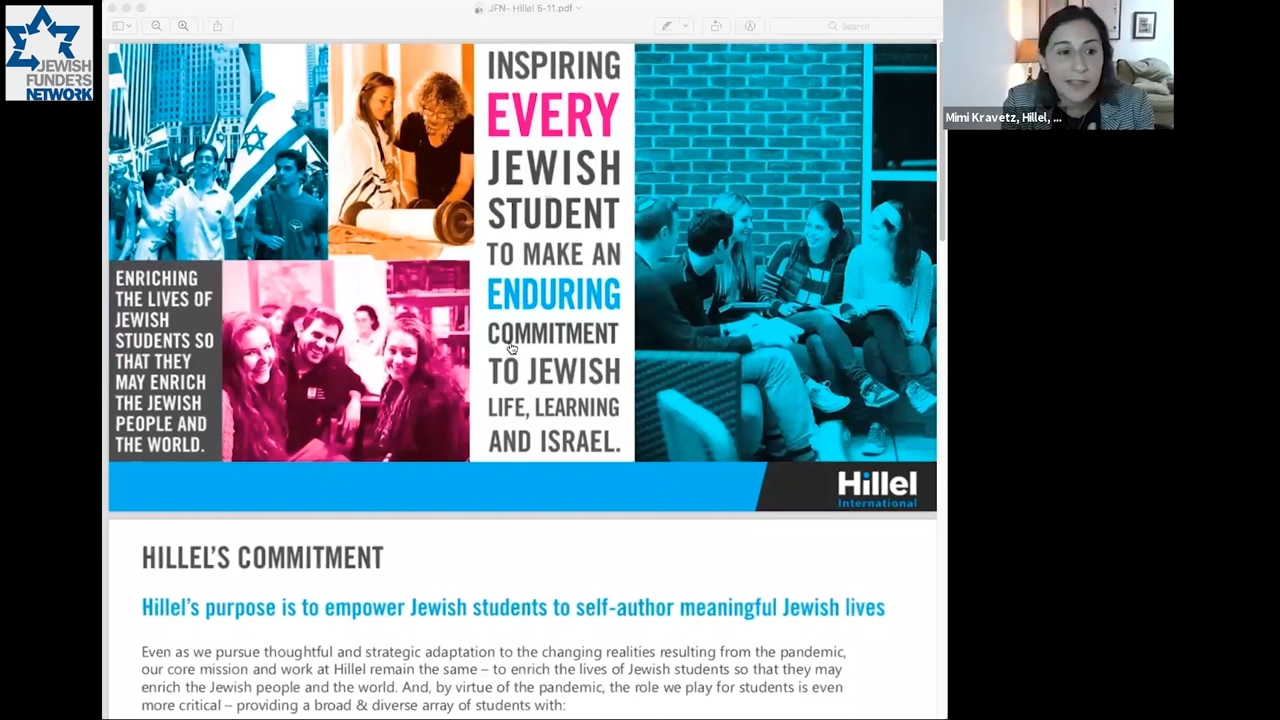 JEWISH
FUNDERS
NETWORK
JFN- Hillel 5-11.pdf
Search
Mimi Kravetz, Hillel, ...
INSPIRING
EVERY
JEWISH
STUDENT
TO MAKE AN
ENDURING
COMMITMENT
TO JEWISH
LIFE, LEARNING
AND ISRAEL.
ENRICHING
THE LIVES OF
JEWISH
STUDENTS SO
THAT THEY
MAY ENRICH
THE JEWISH
PEOPLE AND
THE WORLD.
Hillel
International
HILLEL'S COMMITMENT
Hillel's purpose is to empower Jewish students to self-author meaningful Jewish lives
Even as we pursue thoughtful and strategic adaptation to the changing realities resulting from the pandemic,
our core mission and work at Hillel remain the same – to enrich the lives of Jewish students so that they may
enrich the Jewish people and the world. And, by virtue of the pandemic, the role we play for students is even
more critical – providing a broad & diverse array of students with: